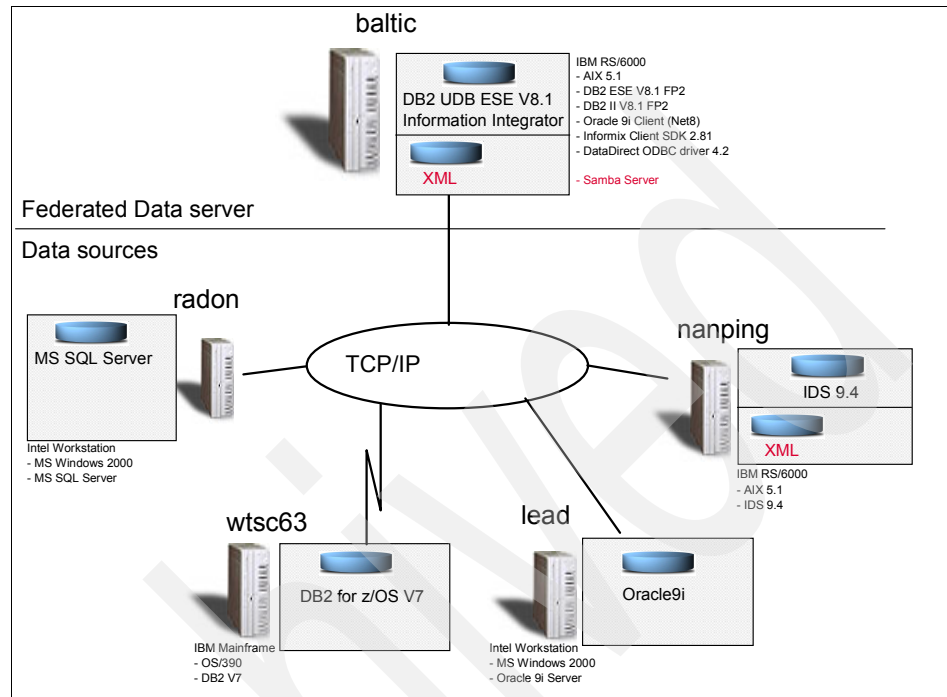 baltic
DB2 UDB ESE V8.1
Information Integrator
XML
IBM RS/6000
- AIX 5.1
- DB2 ESE V8.1 FP2
- DB2 II V8.1 FP2
- Oracle 9i Client (Net8)
- Informix Client SDK 2.81
- DataDirect ODBC driver 4.2
- Samba Server
Federated Data server
Data sources
radon
MS SQL Server
Intel Workstation
- MS Windows 2000
- MS SQL Server
TCP/IP
nanping
IDS 9.4
XML
IBM RS/6000
- AIX 5.1
- IDS 9.4
wtsc63
DB2 for z/OS V7
IBM Mainframe
- OS/390
- DB2 V7
lead
Oracle9i
Intel Workstation
- MS Windows 2000
- Oracle 9i Server
hived